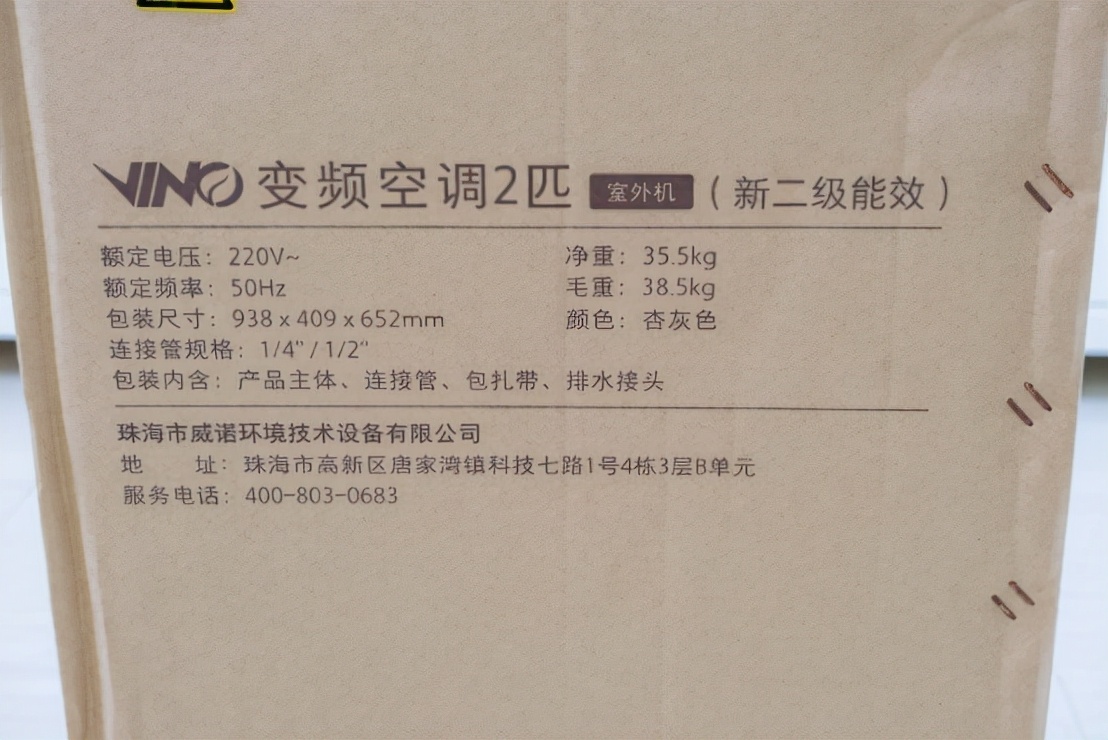 VINO 变频空调2匹 室外机 （新二级能效）
额定电压：220V~ 净重：35.5kg
额定频率：50Hz 毛重：38.5kg
包装尺寸：938 x 409 x 652mm 颜色：杏灰色
连接管规格：1/4" / 1/2"
包装内含：产品主体、连接管、包扎带、排水接头
珠海市威诺环境技术设备有限公司
地 址：珠海市高新区唐家湾镇科技七路1号4栋3层B单元
服务电话：400-803-0683